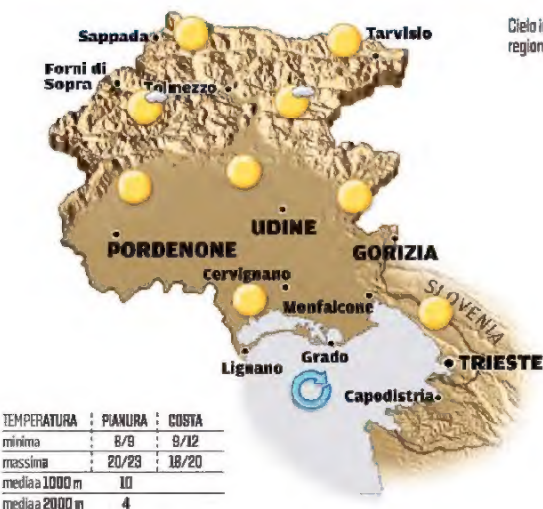 Cielo
region
Sappada
Tarvisio
Forni di
Sopra
Tolmezzo
UDINE
PORDENONE
GORIZIA
Cervignano
Monfalcone
SLOVENIA
Lignano
Grado
TRIESTE
Capodistria
TEMPERATURA PIANURA COSTA
minima 6/9 9/12
massima 20/23 18/20
media a 1000 m 10
media a 2000 m 4